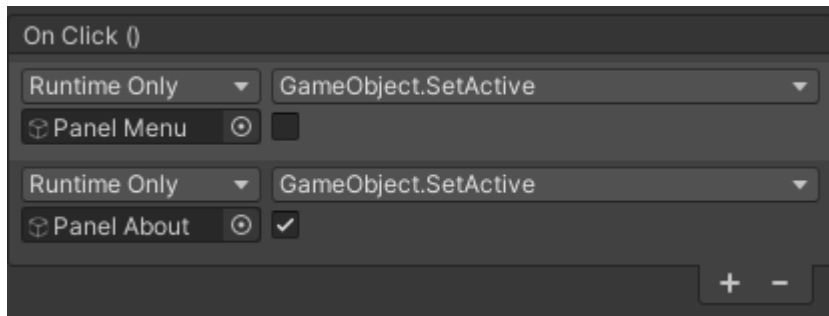 On Click ()
Runtime Only GameObject.SetActive
Panel Menu
Runtime Only GameObject.SetActive
Panel About
+ -